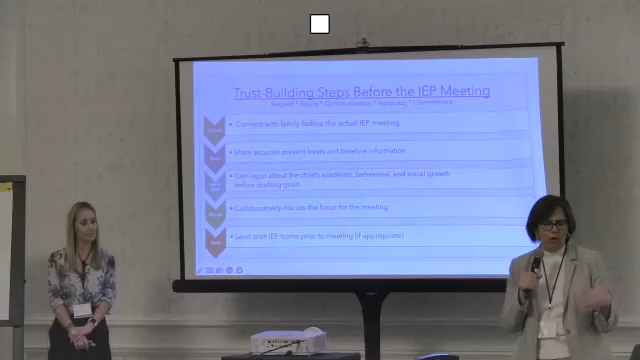 Trust-Building Steps Before the IEP Meeting
Respect * Equity * Communication * Advocacy * Commitment
• Connect with family before the actual IEP meeting
• Share accurate present levels and baseline information
• Gain input about the child's academic, behavioral, and social growth
before drafting goals
• Collaboratively discuss the focus for the meeting
• Send draft IEP home prior to meeting (if appropriate)